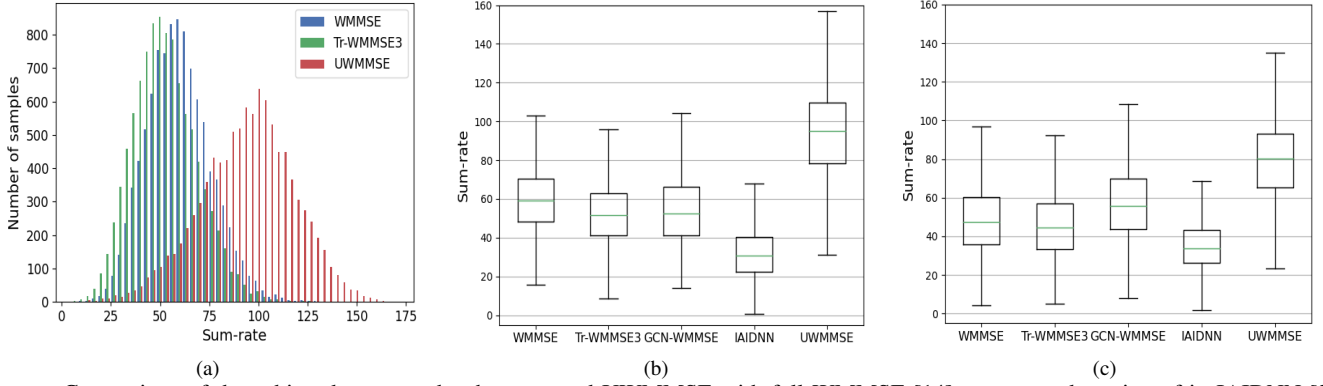 WMMSE
Tr-WMMSE3
UWMMSE
Number of samples
800
700
600
500
400
300
200
100
0
0 25 50 75 100 125 150 175
Sum-rate
(a)
Sum-rate
160
140
120
100
80
60
40
20
0
WMMSE Tr-WMMSE3 GCN-WMMSE IAIDNN UWMMSE
(b)
Sum-rate
160
140
120
100
80
60
40
20
0
WMMSE Tr-WMMSE3 GCN-WMMSE IAIDNN UWMMSE
(c)